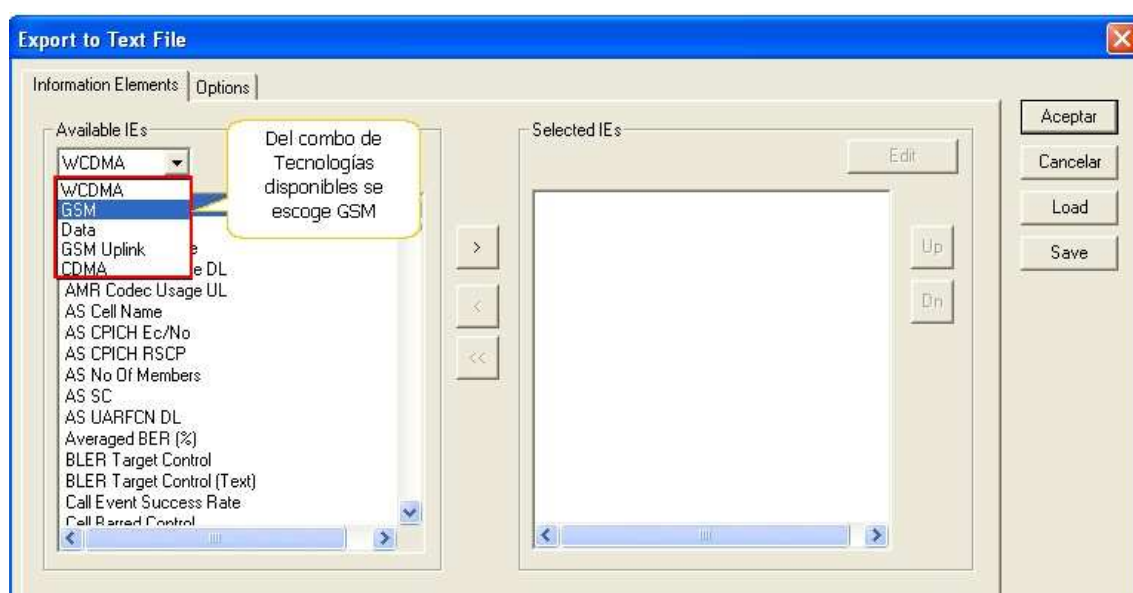 Export to Text File
Information Elements
Options
Available IEs
WCDMA
WCDMA
GSM
Data
GSM Uplink
CDMA
e
e DL
AMR Codec Usage UL
AS Cell Name
AS CPICH Ec/No
AS CPICH RSCP
AS No Of Members
AS SC
AS UARFCN DL
Averaged BER (%)
BLER Target Control
BLER Target Control (Text)
Call Event Success Rate
Cell Barred Control
Del combo de
Tecnologías
disponibles se
escoge GSM
>
<
<<
Selected IEs
Edit
Up
Dn
Aceptar
Cancelar
Load
Save